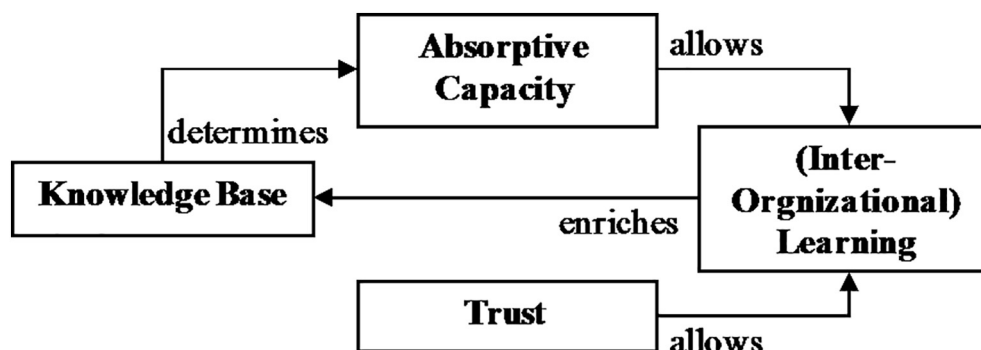 Absorptive
Capacity
allows
determines
Knowledge Base
(Inter-
Orgnizational)
Learning
enriches
Trust
allows